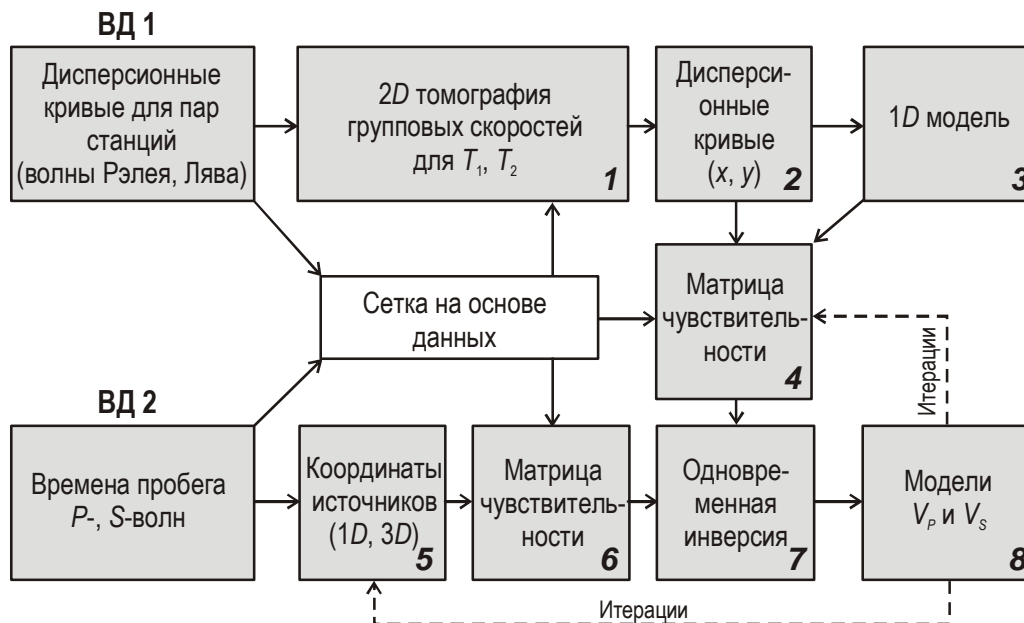 ВД 1
Дисперсионные
кривые для пар
станций
(волны Рэлея, Лява)
2D томография
групповых скоростей
для T₁, T₂
1
Дисперси-
онные
кривые
(x, y)
2
1D модель
3
Сетка на основе
данных
Матрица
чувствитель-
ности
4
Итерации
ВД 2
Времена пробега
P-, S-волн
Координаты
источников
(1D, 3D)
5
Матрица
чувствитель-
ности
6
Одновре-
менная
инверсия
7
Модели
V_P и V_S
8
Итерации